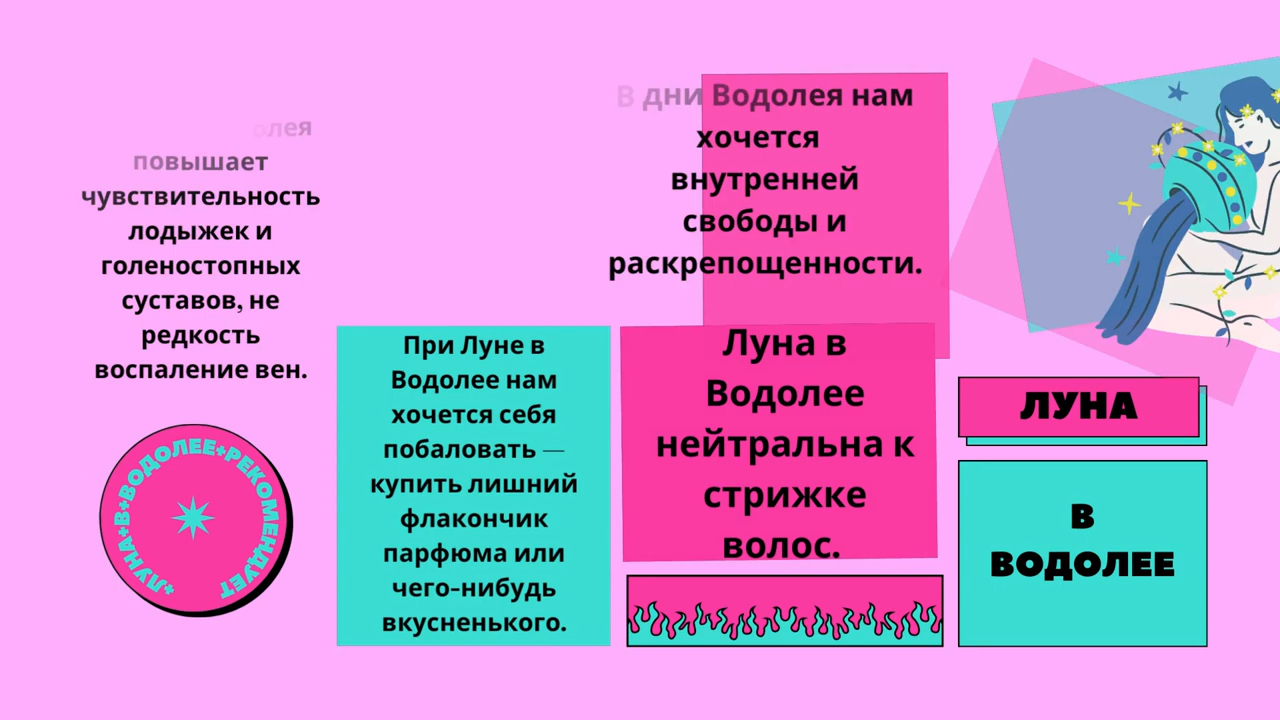 олея
повышает
чувствительность
лодыжек и
голеностопных
суставов, не
редкость
воспаление вен.
+ЛУНА+В+ВОДОЛЕЕ+РЕКОМЕНДУЕТ
При Луне в
Водолее нам
хочется себя
побаловать —
купить лишний
флакончик
парфюма или
чего-нибудь
вкусненького.
В дни Водолея нам
хочется
внутренней
свободы и
раскрепощенности.
Луна в
Водолее
нейтральна к
стрижке
волос.
ЛУНА
В
ВОДОЛЕЕ